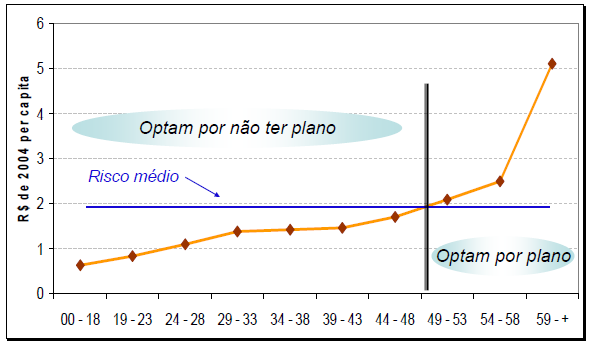 6
5
4
3
2
1
0
R$ de 2004 per capita
Optam por não ter plano
Risco médio
Optam por plano
00 - 18 19 - 23 24 - 28 29 - 33 34 - 38 39 - 43 44 - 48 49 - 53 54 - 58 59 - +